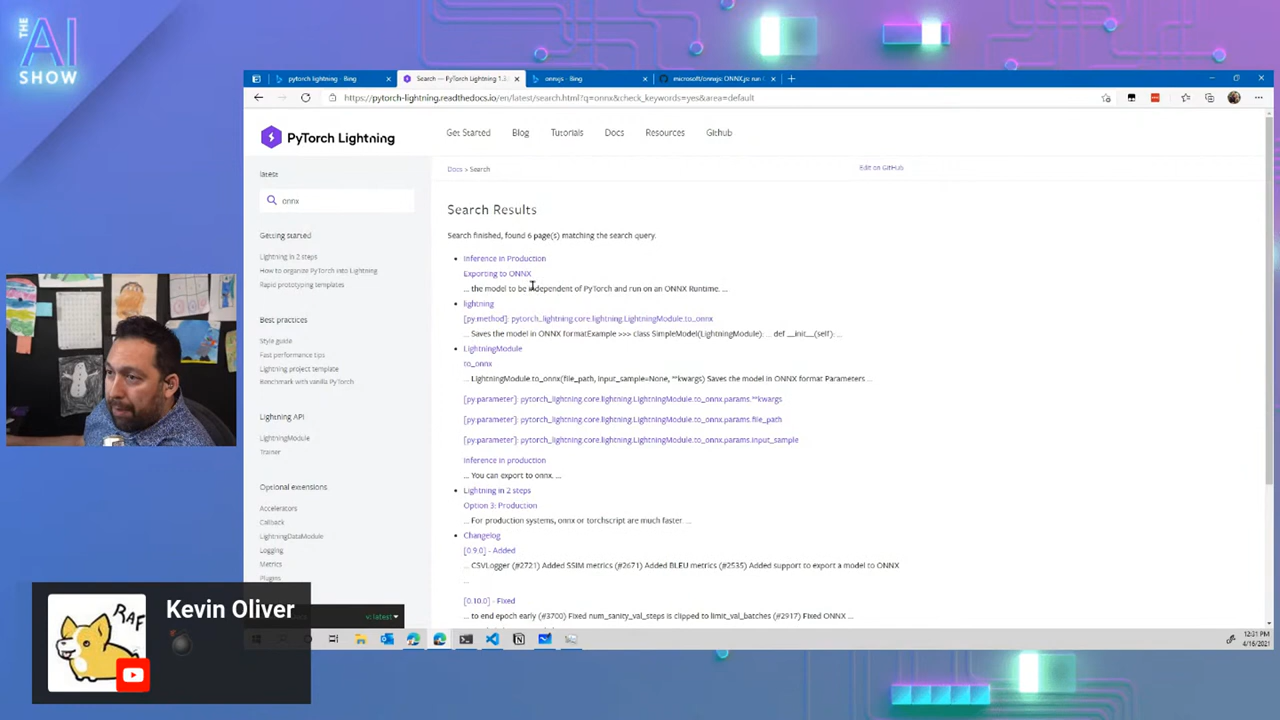 THE
AI
SHOW
pytorch lightning - Bing
Search — PyTorch Lightning 1.3
onnxjs - Bing
microsoft/onnxjs: ONNX.js: run O
https://pytorch-lightning.readthedocs.io/en/latest/search.html?q=onnx&check_keywords=yes&area=default
PyTorch Lightning
Get Started
Blog
Tutorials
Docs
Resources
Github
latest
onnx
Getting started
Lightning in 2 steps
How to organize PyTorch into Lightning
Rapid prototyping templates
Best practices
Style guide
Fast performance tips
Lightning project template
Benchmark with vanilla PyTorch
Lightning API
LightningModule
Trainer
Optional extensions
Accelerators
Callback
LightningDataModule
Logging
Metrics
Plugins
v: latest
Docs > Search
Edit on GitHub
Search Results
Search finished, found 6 page(s) matching the search query.
Inference in Production
Exporting to ONNX
... the model to be independent of PyTorch and run on an ONNX Runtime. ...
lightning
[py method]: pytorch_lightning.core.lightning.LightningModule.to_onnx
... Saves the model in ONNX formatExample >>> class SimpleModel(LightningModule): ... def __init__(self): ...
LightningModule
to_onnx
... LightningModule to_onnx(file_path, input_sample=None, **kwargs) Saves the model in ONNX format Parameters ...
[py parameter]: pytorch_lightning.core.lightning.LightningModule.to_onnx.params.**kwargs
[py parameter]: pytorch_lightning.core.lightning.LightningModule.to_onnx.params.file_path
[py parameter]: pytorch_lightning.core.lightning.LightningModule.to_onnx.params.input_sample
Inference in production
... You can export to onnx. ...
Lightning in 2 steps
Option 3: Production
... For production systems, onnx or torchscript are much faster. ...
Changelog
[0.9.0] - Added
... CSVLogger (#2721) Added SSIM metrics (#2671) Added BLEU metrics (#2535) Added support to export a model to ONNX
...
[0.10.0] - Fixed
... to end epoch early (#3700) Fixed num_sanity_val_steps is clipped to limit_val_batches (#2917) Fixed ONNX ...
12:31 PM
4/16/2021
RAF
Kevin Oliver